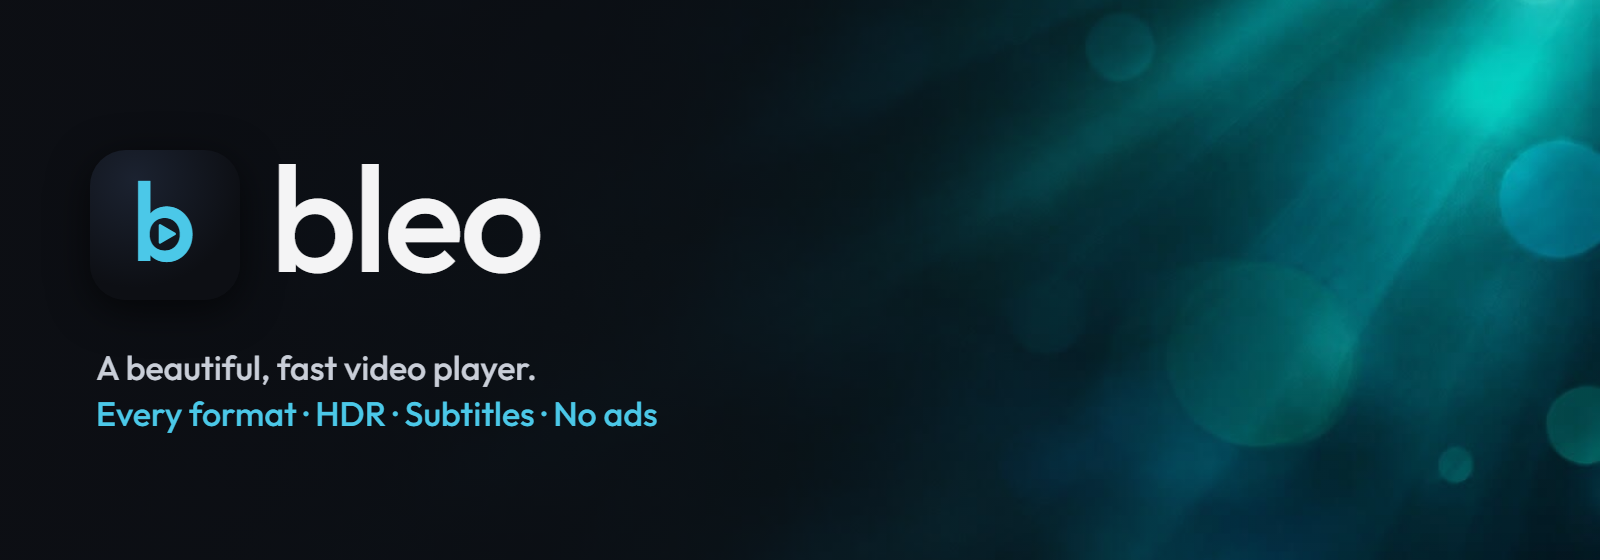 b bleo
A beautiful, fast video player.
Every format · HDR · Subtitles · No ads